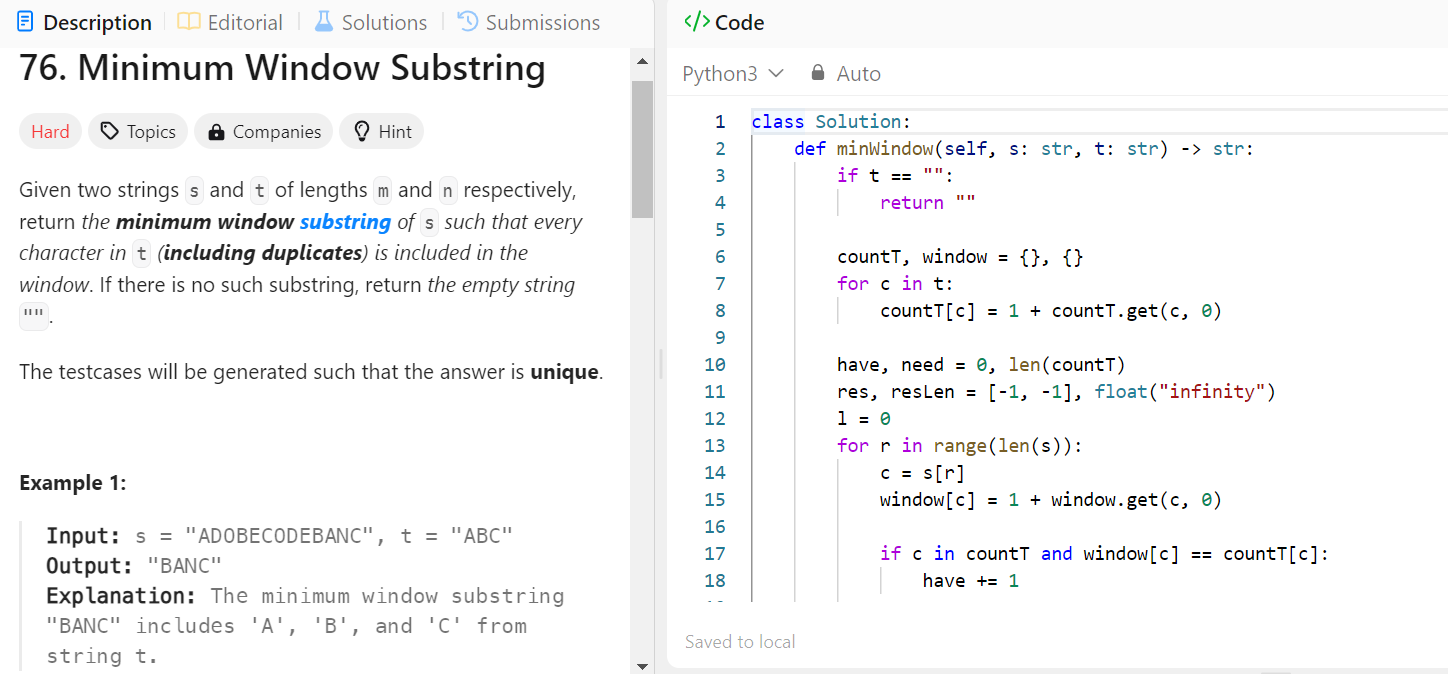 Description
Editorial
Solutions
Submissions
76. Minimum Window Substring
Hard
Topics
Companies
Hint
Given two strings s and t of lengths m and n respectively,
return the minimum window substring of s such that every
character in t (including duplicates) is included in the
window. If there is no such substring, return the empty string
"".
The testcases will be generated such that the answer is unique.
Example 1:
Input: s = "ADOBECODEBANC", t = "ABC"
Output: "BANC"
Explanation: The minimum window substring
"BANC" includes 'A', 'B', and 'C' from
string t.
</> Code
Python3
Auto
1 class Solution:
2     def minWindow(self, s: str, t: str) -> str:
3         if t == "":
4             return ""
5
6         countT, window = {}, {}
7         for c in t:
8             countT[c] = 1 + countT.get(c, 0)
9
10         have, need = 0, len(countT)
11         res, resLen = [-1, -1], float("infinity")
12         l = 0
13         for r in range(len(s)):
14             c = s[r]
15             window[c] = 1 + window.get(c, 0)
16
17             if c in countT and window[c] == countT[c]:
18                 have += 1
Saved to local